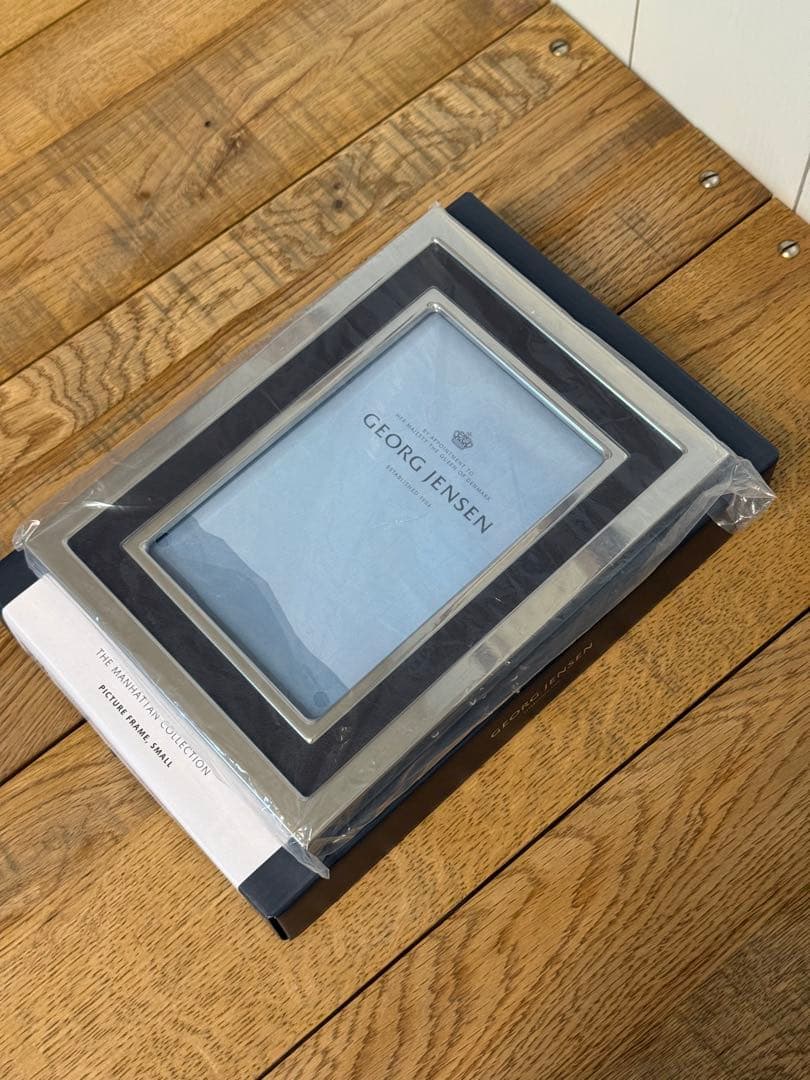 BY APPOINTMENT TO
HER MAJESTY THE QUEEN OF DENMARK
GEORG JENSEN
ESTABLISHED 1904
THE MANHATTAN COLLECTION
PICTURE FRAME, SMALL
GEORG JENSEN